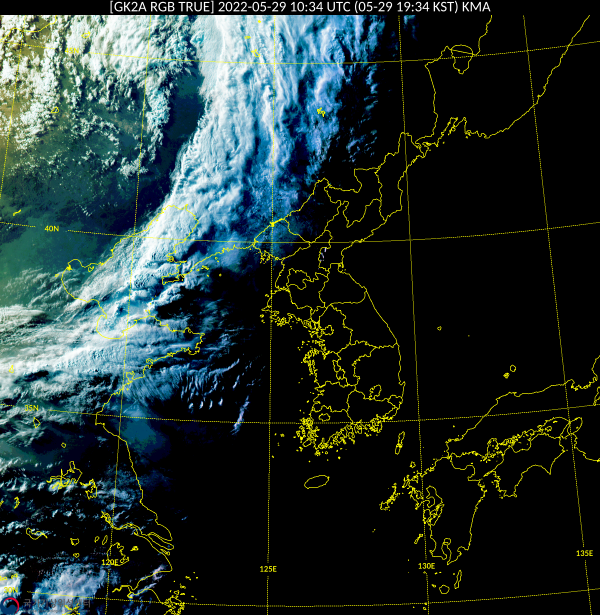 [GK2A RGB TRUE] 2022-05-29 10:34 UTC (05-29 19:34 KST) KMA
40N
35N
120E
125E
130E
135E